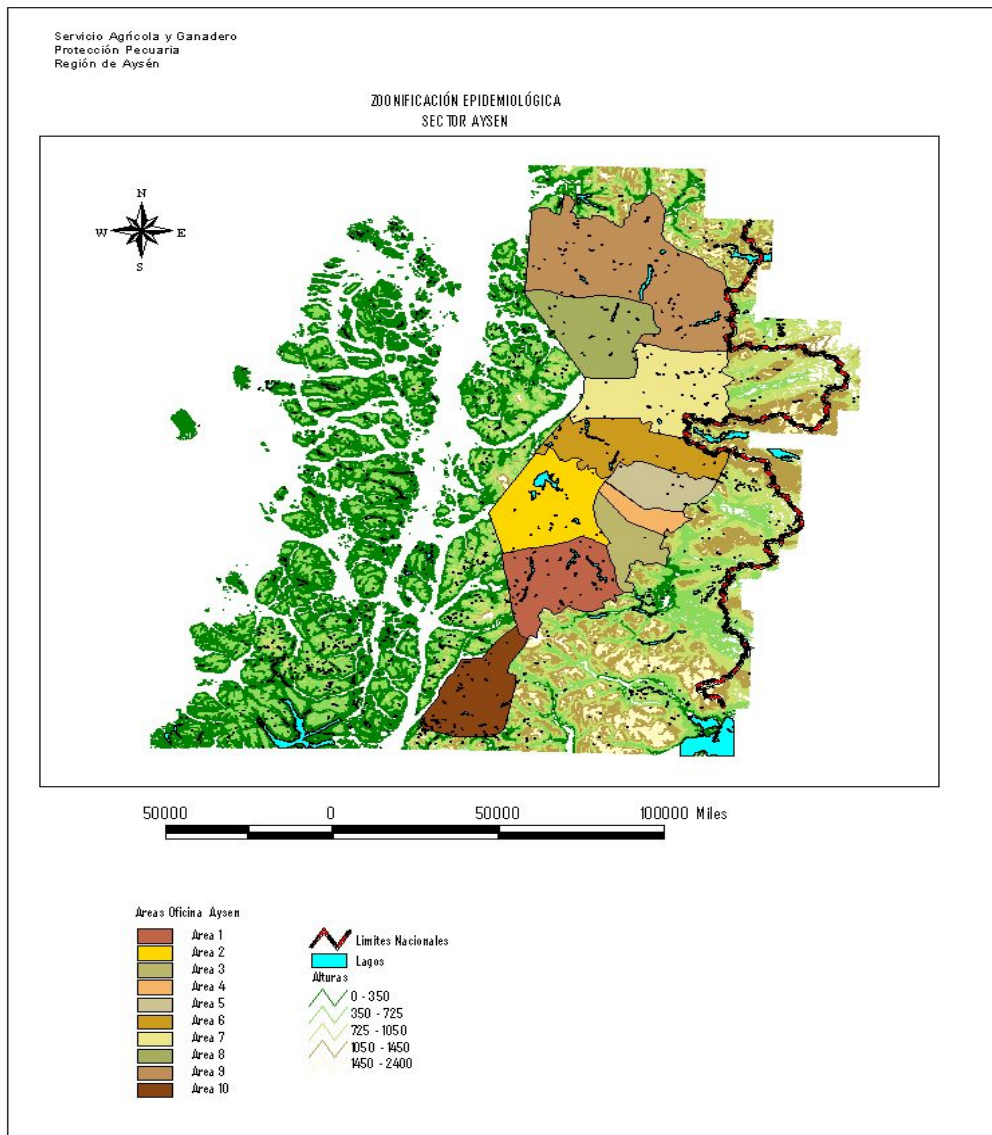 Servicio Agrícola y Ganadero
Protección Pecuaria
Región de Aysén
ZOONIFICACIÓN EPIDEMIOLÓGICA
SECTOR AYSEN
N
W E
S
50000 0 50000 100000 Miles
Areas Oficina Aysen
Area 1
Area 2
Area 3
Area 4
Area 5
Area 6
Area 7
Area 8
Area 9
Area 10
Limites Nacionales
Lagos
Alturas
0 - 350
350 - 725
725 - 1050
1050 - 1450
1450 - 2400